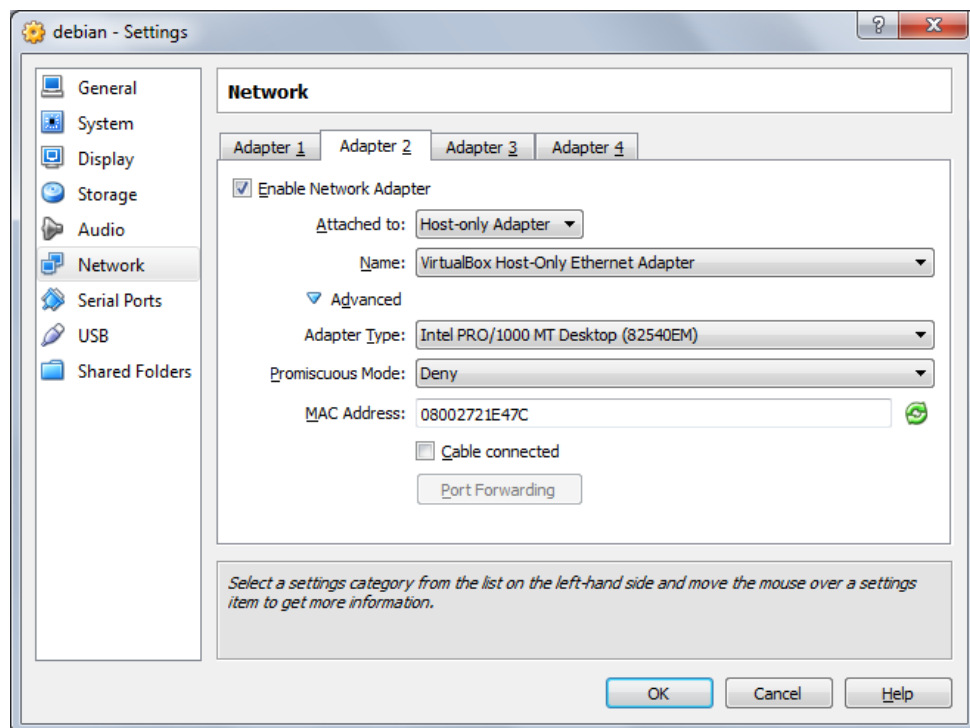 debian - Settings
General
System
Display
Storage
Audio
Network
Serial Ports
USB
Shared Folders
Network
Adapter 1 Adapter 2 Adapter 3 Adapter 4
Enable Network Adapter
Attached to: Host-only Adapter
Name: VirtualBox Host-Only Ethernet Adapter
Advanced
Adapter Type: Intel PRO/1000 MT Desktop (82540EM)
Promiscuous Mode: Deny
MAC Address: 08002721E47C
Cable connected
Port Forwarding
Select a settings category from the list on the left-hand side and move the mouse over a settings
item to get more information.
OK Cancel Help